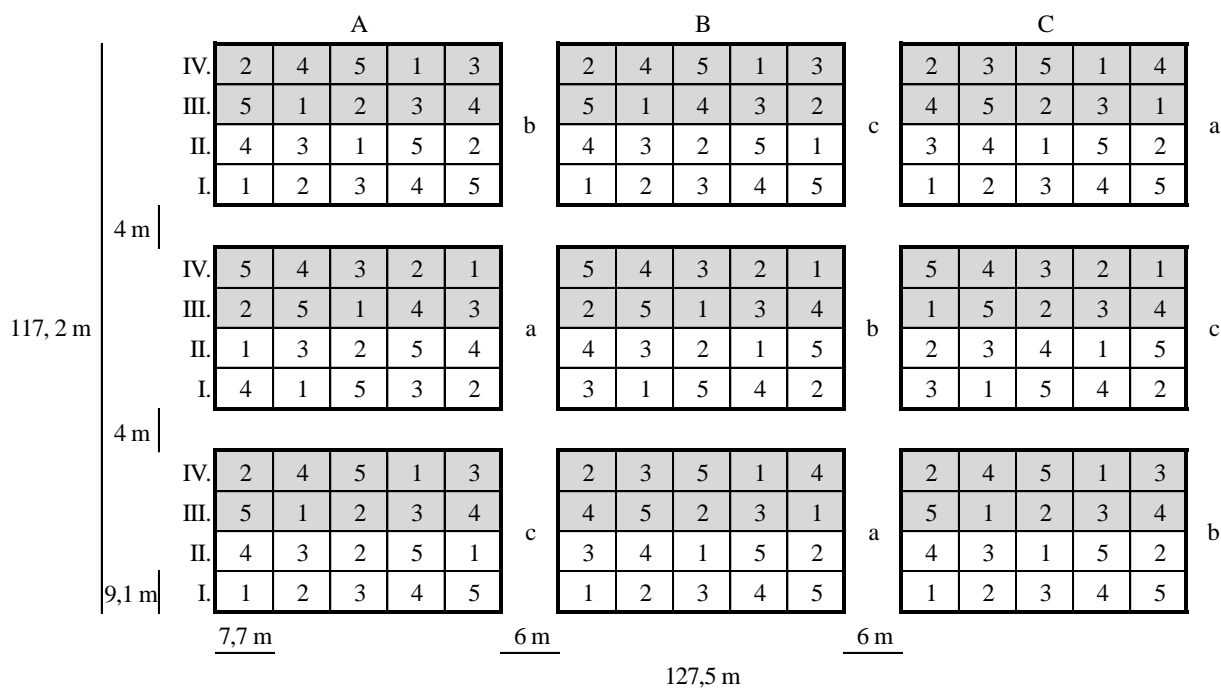 A B C
IV. 2 4 5 1 3 2 4 5 1 3 2 3 5 1 4
III. 5 1 2 3 4 5 1 4 3 2 4 5 2 3 1
b c a
II. 4 3 1 5 2 4 3 2 5 1 3 4 1 5 2
I. 1 2 3 4 5 1 2 3 4 5 1 2 3 4 5
4 m
IV. 5 4 3 2 1 5 4 3 2 1 5 4 3 2 1
III. 2 5 1 4 3 2 5 1 3 4 1 5 2 3 4
117, 2 m a b c
II. 1 3 2 5 4 4 3 2 1 5 2 3 4 1 5
I. 4 1 5 3 2 3 1 5 4 2 3 1 5 4 2
4 m
IV. 2 4 5 1 3 2 3 5 1 4 2 4 5 1 3
III. 5 1 2 3 4 4 5 2 3 1 5 1 2 3 4
c a b
II. 4 3 2 5 1 3 4 1 5 2 4 3 1 5 2
9,1 m I. 1 2 3 4 5 1 2 3 4 5 1 2 3 4 5
7,7 m 6 m 6 m
127,5 m